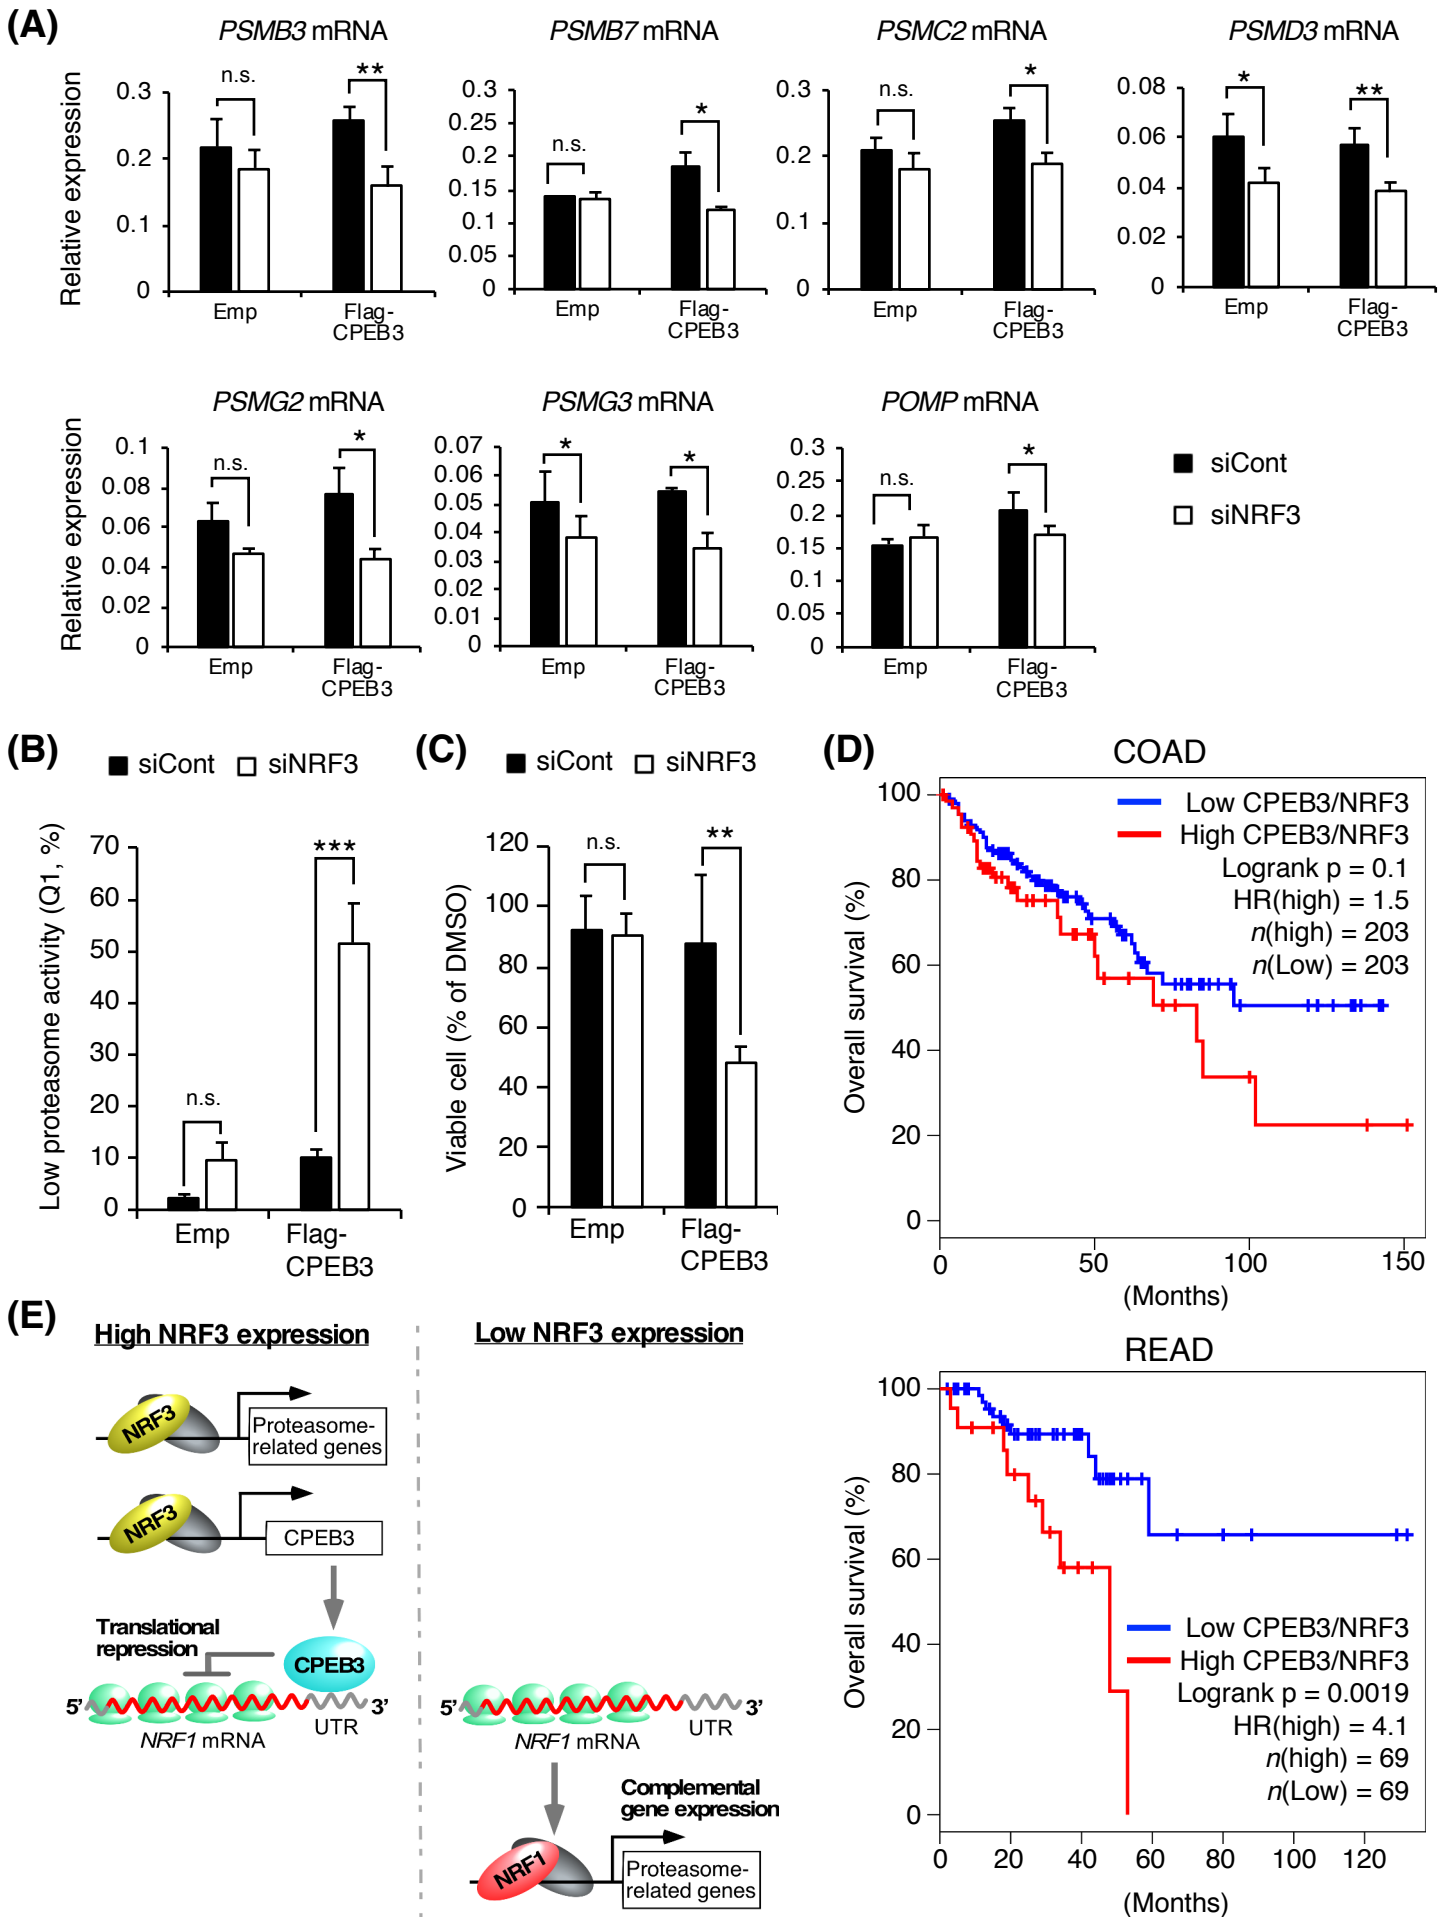 (A)
PSMB3 mRNA
PSMB7 mRNA
PSMC2 mRNA
PSMD3 mRNA
Relative expression
0.3
0.2
0.1
0
n.s.
**
Emp
Flag-
CPEB3
0.3
0.25
0.2
0.15
0.1
0.05
0
n.s.
*
Emp
Flag-
CPEB3
0.3
0.2
0.1
0
n.s.
*
Emp
Flag-
CPEB3
0.08
0.06
0.04
0.02
0
*
**
Emp
Flag-
CPEB3
PSMG2 mRNA
PSMG3 mRNA
POMP mRNA
Relative expression
0.1
0.08
0.06
0.04
0.02
0
n.s.
*
Emp
Flag-
CPEB3
0.07
0.06
0.05
0.04
0.03
0.02
0.01
0
*
*
Emp
Flag-
CPEB3
0.3
0.25
0.2
0.15
0.1
0.05
0
n.s.
*
Emp
Flag-
CPEB3
siCont
siNRF3
(B)
siCont siNRF3
Low proteasome activity (Q1, %)
70
60
50
40
30
20
10
0
n.s.
***
Emp
Flag-
CPEB3
(C)
siCont siNRF3
Viable cell (% of DMSO)
120
100
80
60
40
20
0
n.s.
**
Emp
Flag-
CPEB3
(D)
COAD
Overall survival (%)
100
80
60
40
20
0
Low CPEB3/NRF3
High CPEB3/NRF3
Logrank p = 0.1
HR(high) = 1.5
n(high) = 203
n(Low) = 203
0 50 100 150
(Months)
READ
Overall survival (%)
100
80
60
40
20
0
Low CPEB3/NRF3
High CPEB3/NRF3
Logrank p = 0.0019
HR(high) = 4.1
n(high) = 69
n(Low) = 69
0 20 40 60 80 100 120
(Months)
(E)
High NRF3 expression
NRF3
Proteasome-
related genes
NRF3
CPEB3
Translational
repression
CPEB3
5' 3'
UTR
NRF1 mRNA
Low NRF3 expression
5' 3'
UTR
NRF1 mRNA
Complemental
gene expression
NRF1
Proteasome-
related genes